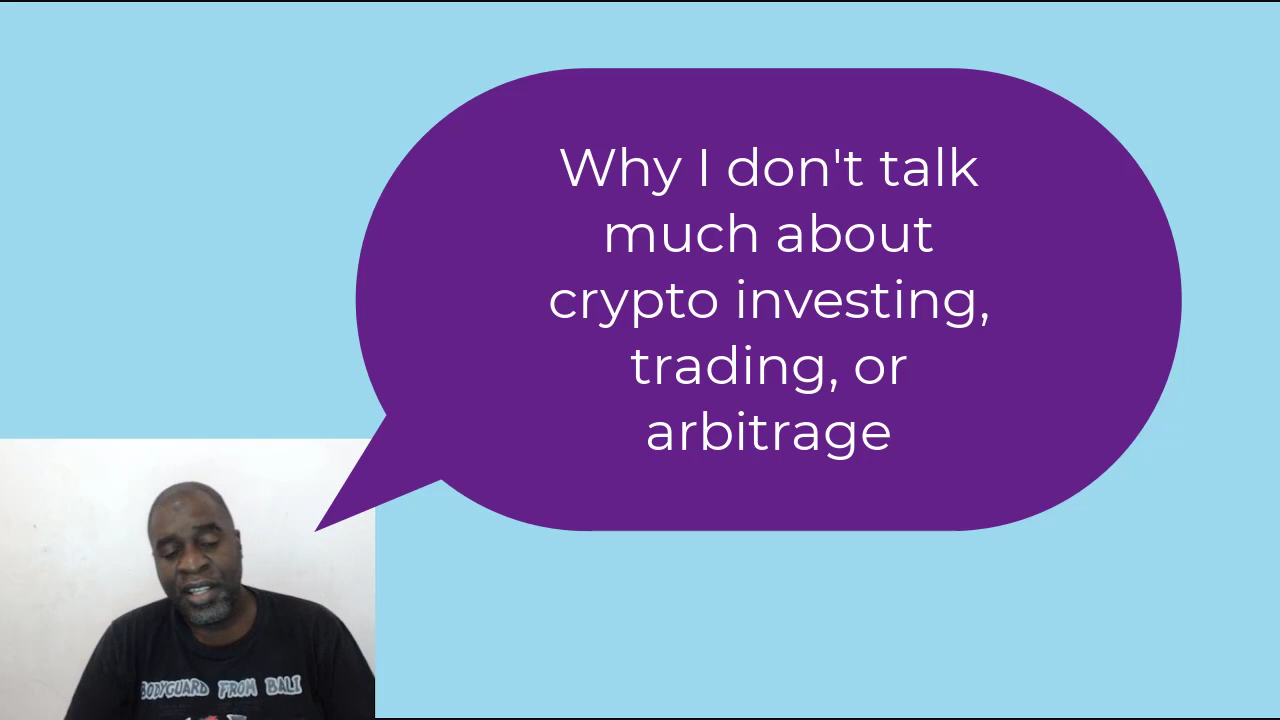 Why I don't talk
much about
crypto investing,
trading, or
arbitrage
BODYGUARD FROM BALI